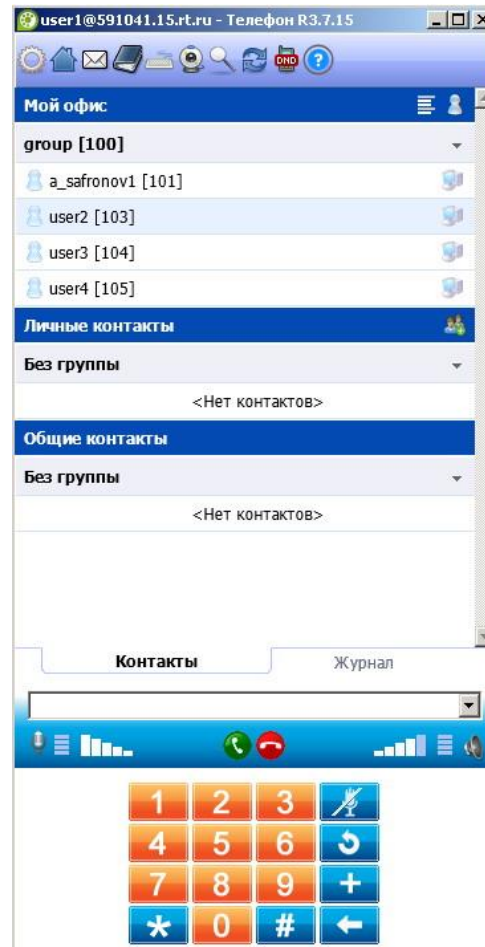 user1@591041.15.rt.ru - Телефон R3.7.15
DND ?
Мой офис
group [100]
a_safronov1 [101]
user2 [103]
user3 [104]
user4 [105]
Личные контакты
Без группы
<Нет контактов>
Общие контакты
Без группы
<Нет контактов>
Контакты Журнал
1 2 3
4 5 6
7 8 9 +
* 0 #